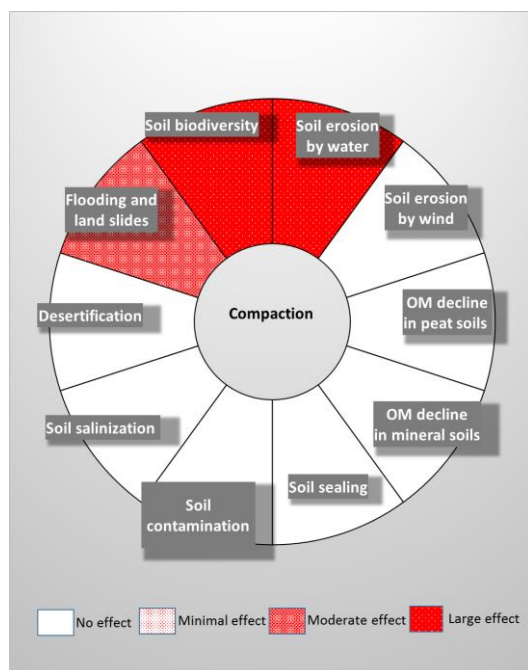 Soil biodiversity
Soil erosion
by water
Flooding and
land slides
Soil erosion
by wind
Desertification
Compaction
OM decline
in peat soils
Soil salinization
OM decline
in mineral soils
Soil
contamination
Soil sealing
No effect
Minimal effect
Moderate effect
Large effect